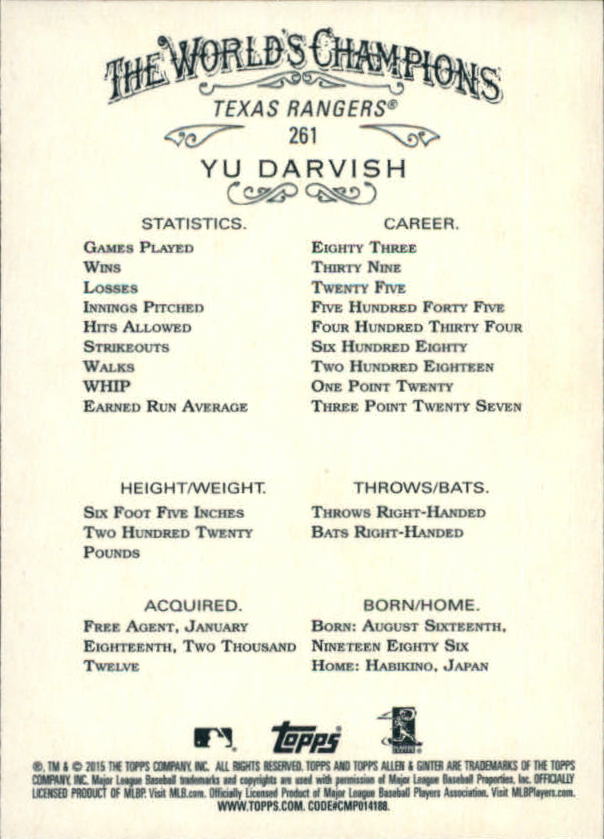 THE WORLD'S CHAMPIONS
TEXAS RANGERS®
261
YU DARVISH
STATISTICS. CAREER.
GAMES PLAYED EIGHTY THREE
WINS THIRTY NINE
LOSSES TWENTY FIVE
INNINGS PITCHED FIVE HUNDRED FORTY FIVE
HITS ALLOWED FOUR HUNDRED THIRTY FOUR
STRIKEOUTS SIX HUNDRED EIGHTY
WALKS TWO HUNDRED EIGHTEEN
WHIP ONE POINT TWENTY
EARNED RUN AVERAGE THREE POINT TWENTY SEVEN
HEIGHT/WEIGHT. THROWS/BATS.
SIX FOOT FIVE INCHES THROWS RIGHT-HANDED
TWO HUNDRED TWENTY BATS RIGHT-HANDED
POUNDS
ACQUIRED. BORN/HOME.
FREE AGENT, JANUARY BORN: AUGUST SIXTEENTH,
EIGHTEENTH, TWO THOUSAND NINETEEN EIGHTY SIX
TWELVE HOME: HABIKINO, JAPAN
Topps
®, TM & © 2015 THE TOPPS COMPANY, INC. ALL RIGHTS RESERVED. TOPPS AND TOPPS ALLEN & GINTER ARE TRADEMARKS OF THE TOPPS
COMPANY, INC. Major League Baseball trademarks and copyrights are used with permission of Major League Baseball Properties, Inc. OFFICIALLY
LICENSED PRODUCT OF MLBP. Visit MLB.com. Officially Licensed Product of Major League Baseball Players Association. Visit MLBPlayers.com.
WWW.TOPPS.COM. CODE#CMP014188.